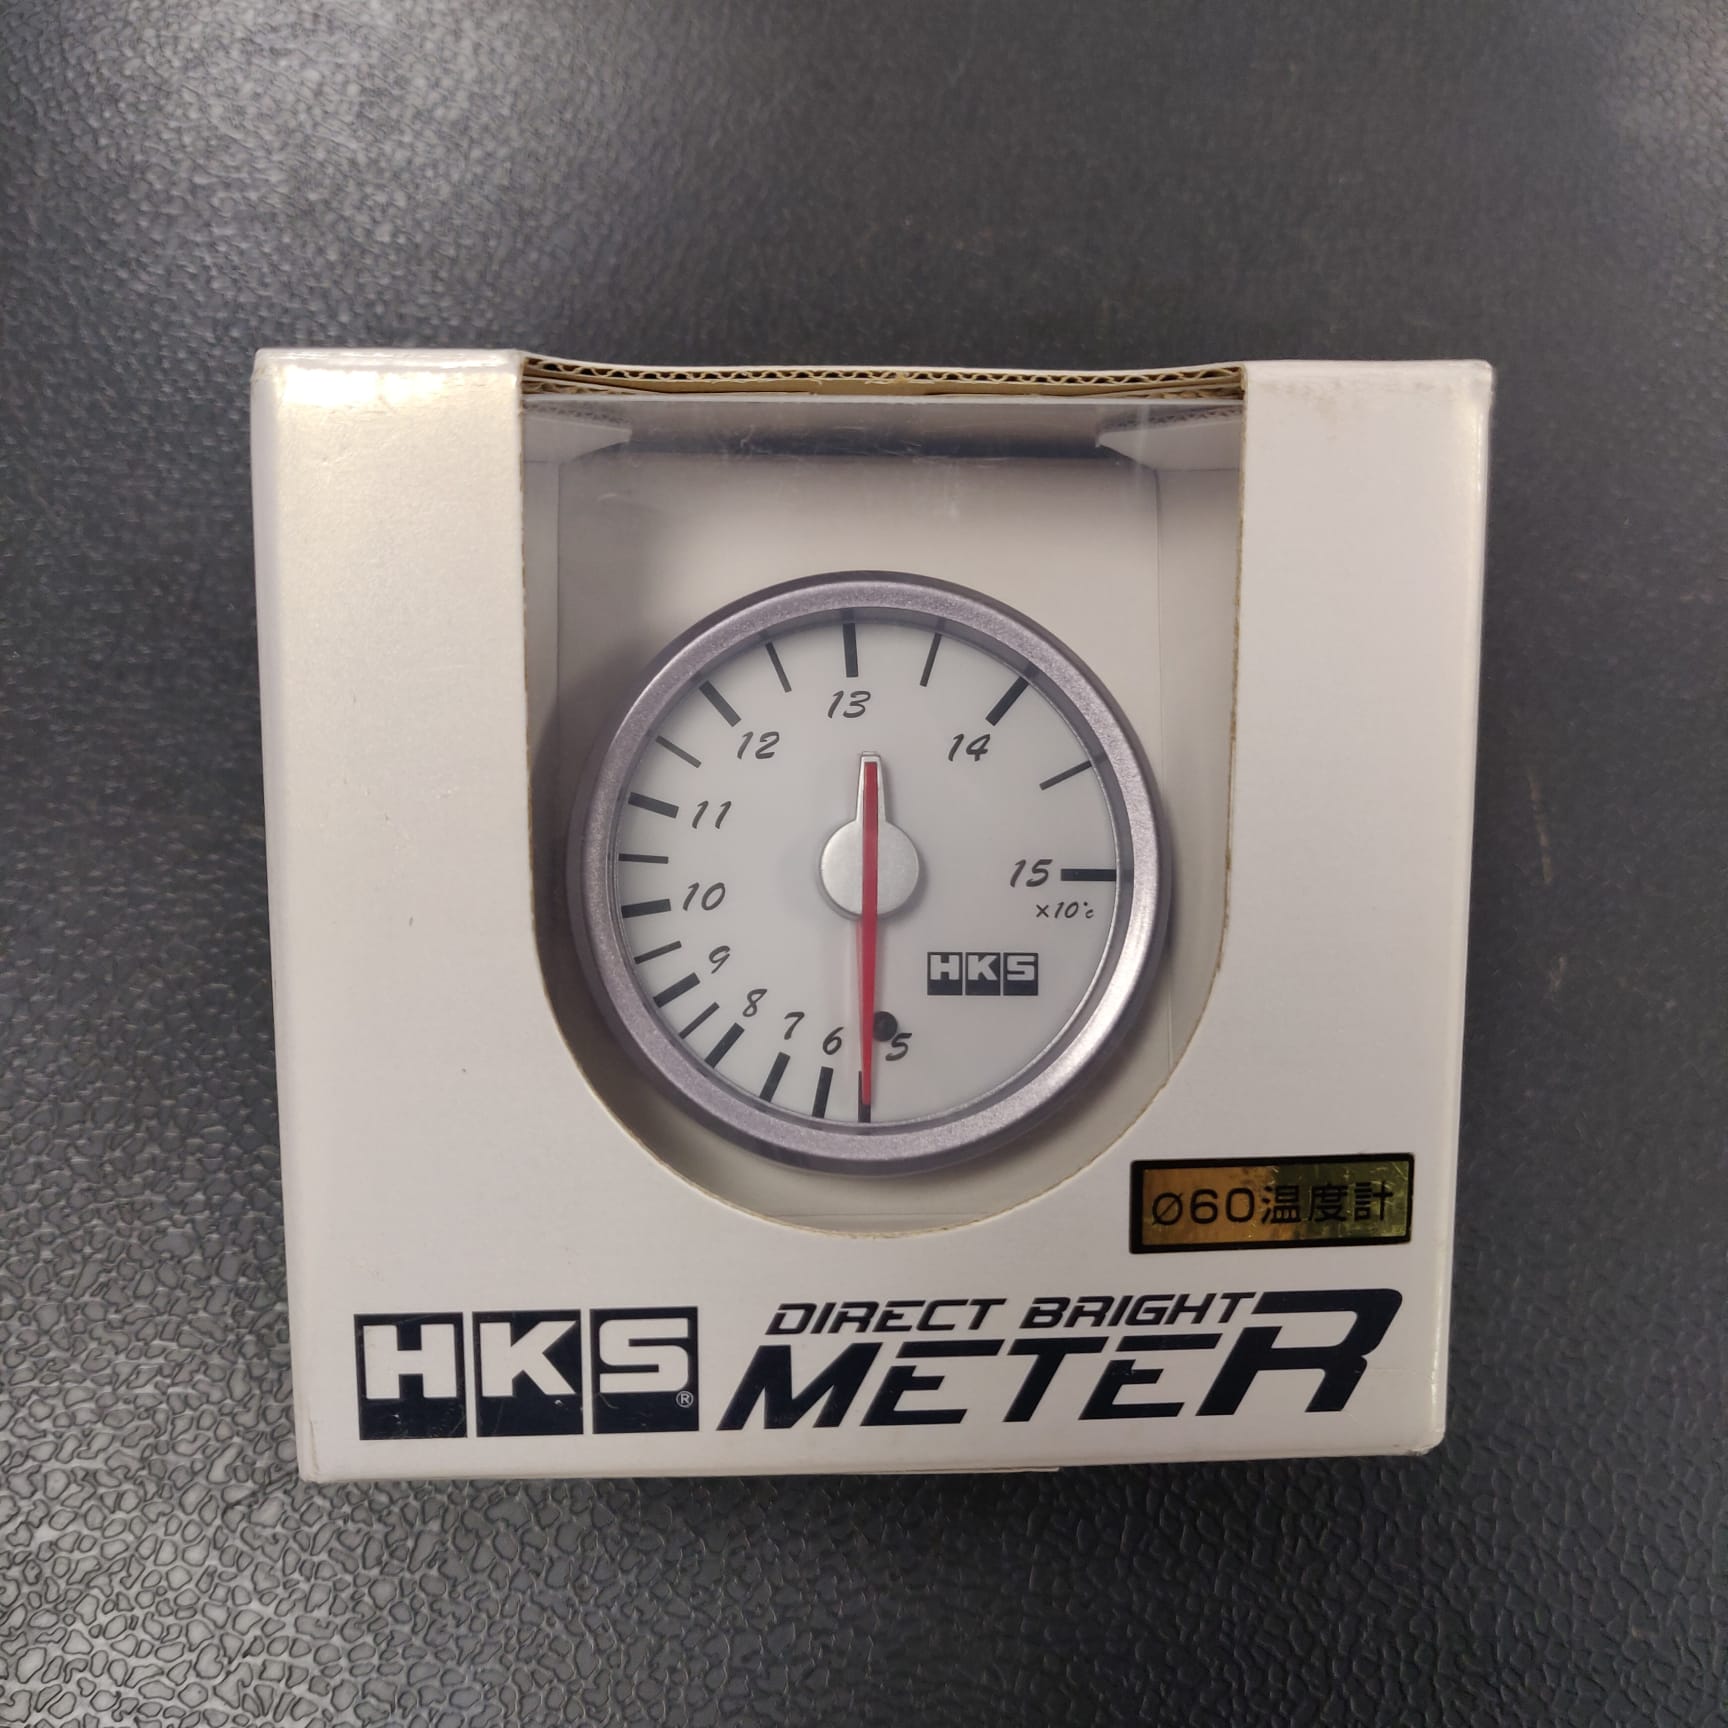 13
12
14
11
15
×10°c
10
HKS
9
8
7
6
5
ø60温度計
HKS®
DIRECT BRIGHT
METER